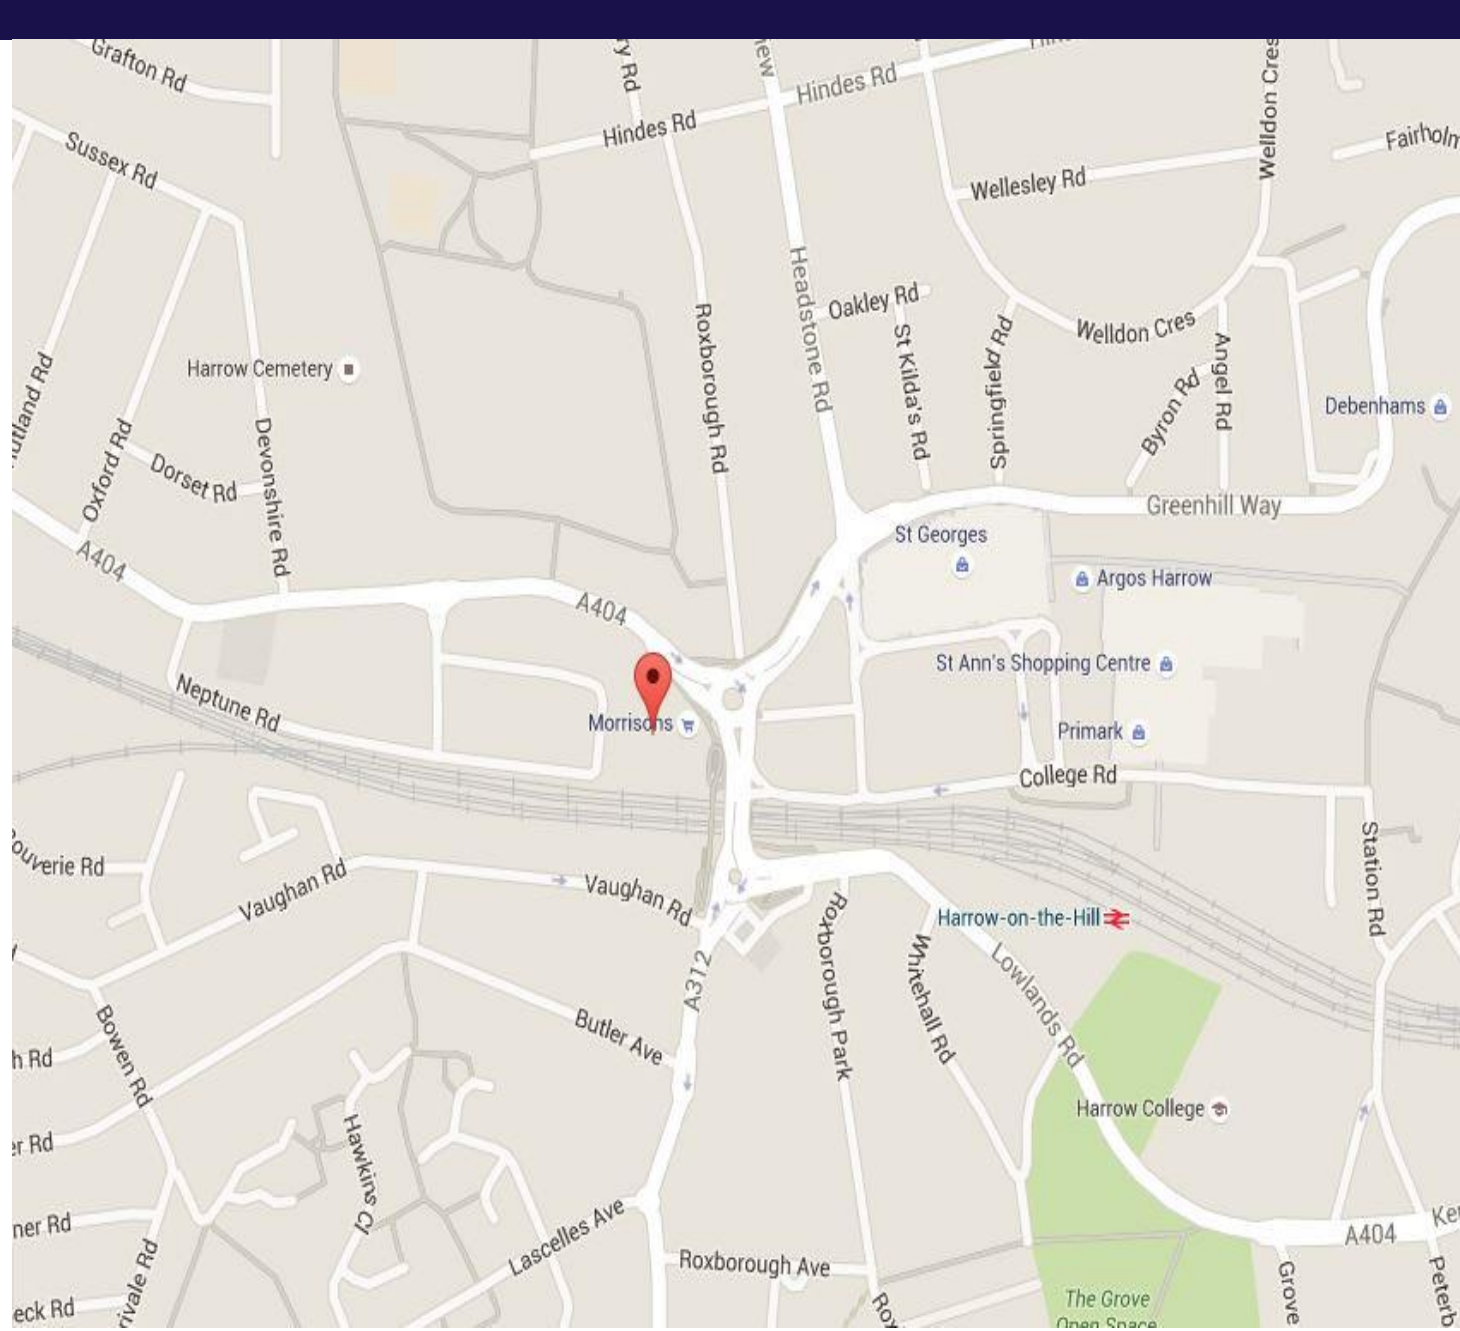 Grafton Rd
Hindes Rd
Hindes Rd
Welldon Cres
Sussex Rd
Wellesley Rd
Headstone Rd
Oakley Rd
Roxborough Rd
St Kilda's Rd
Springfield Rd
Welldon Cres
Angel Rd
Byron Rd
Harrow Cemetery
Debenhams
Oxford Rd
Dorset Rd
Devonshire Rd
Greenhill Way
St Georges
A404
A404
Argos Harrow
St Ann's Shopping Centre
Neptune Rd
Morrisons
Primark
College Rd
Station Rd
Vaughan Rd
Vaughan Rd
Roxborough Park
Whitehall Rd
Harrow-on-the-Hill
Lowlands Rd
A312
Bowen Rd
Butler Ave
Hawkins Cl
Harrow College
Lascelles Ave
Roxborough Ave
A404
Grove
The Grove
Open Space